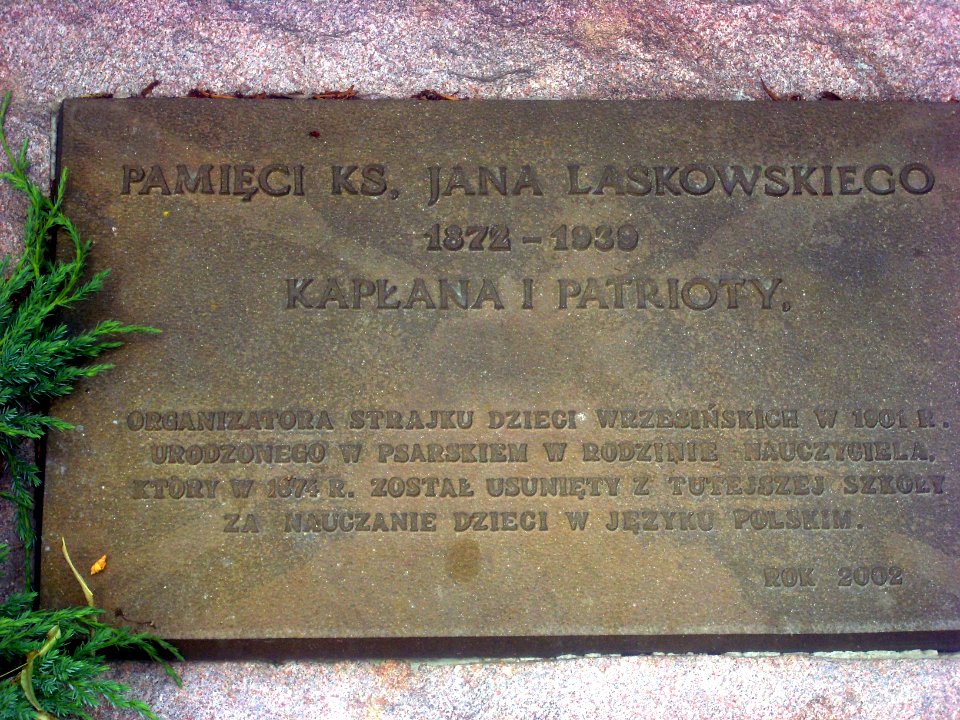 PAMIĘCI KS. JANA LASKOWSKIEGO
1872 – 1939
KAPŁANA I PATRIOTY,
ORGANIZATORA STRAJKU DZIECI WRZESIŃSKICH W 1901 R.
URODZONEGO W PSARSKIEM W RODZINIE NAUCZYCIELA,
KTÓRY W 1874 R. ZOSTAŁ USUNIĘTY Z TUTEJSZEJ SZKOŁY
ZA NAUCZANIE DZIECI W JĘZYKU POLSKIM.
ROK 2002